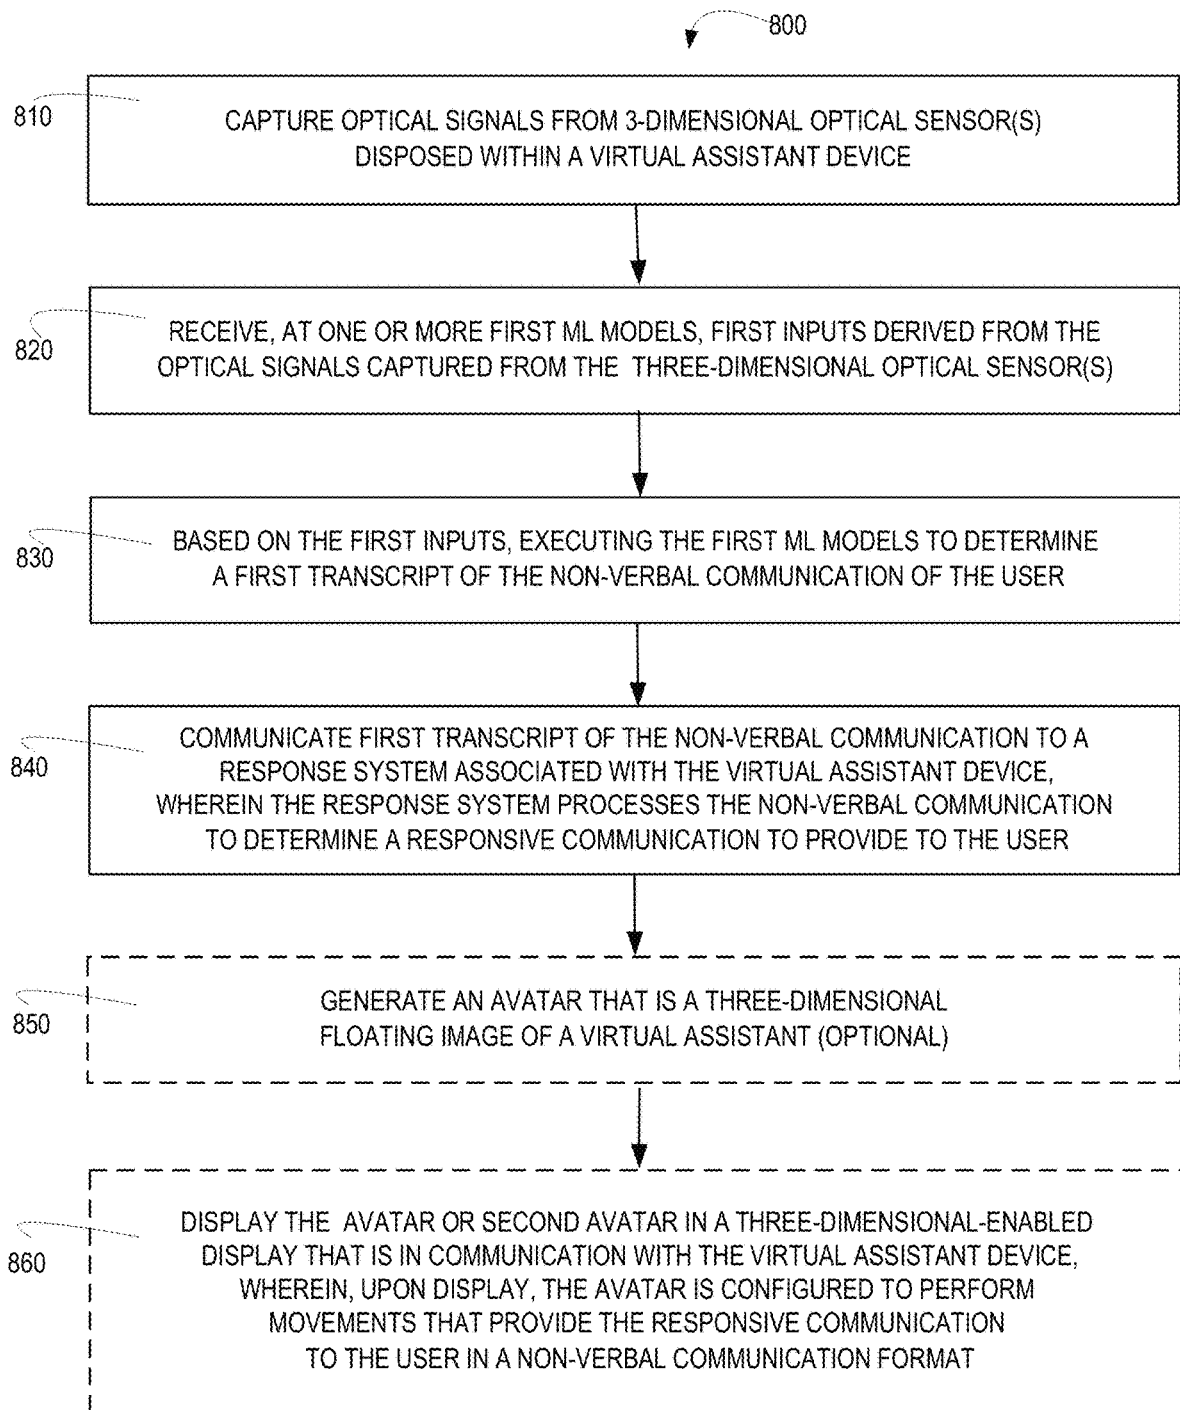 800
810
CAPTURE OPTICAL SIGNALS FROM 3-DIMENSIONAL OPTICAL SENSOR(S)
DISPOSED WITHIN A VIRTUAL ASSISTANT DEVICE
820
RECEIVE, AT ONE OR MORE FIRST ML MODELS, FIRST INPUTS DERIVED FROM THE
OPTICAL SIGNALS CAPTURED FROM THE THREE-DIMENSIONAL OPTICAL SENSOR(S)
830
BASED ON THE FIRST INPUTS, EXECUTING THE FIRST ML MODELS TO DETERMINE
A FIRST TRANSCRIPT OF THE NON-VERBAL COMMUNICATION OF THE USER
840
COMMUNICATE FIRST TRANSCRIPT OF THE NON-VERBAL COMMUNICATION TO A
RESPONSE SYSTEM ASSOCIATED WITH THE VIRTUAL ASSISTANT DEVICE,
WHEREIN THE RESPONSE SYSTEM PROCESSES THE NON-VERBAL COMMUNICATION
TO DETERMINE A RESPONSIVE COMMUNICATION TO PROVIDE TO THE USER
850
GENERATE AN AVATAR THAT IS A THREE-DIMENSIONAL
FLOATING IMAGE OF A VIRTUAL ASSISTANT (OPTIONAL)
860
DISPLAY THE AVATAR OR SECOND AVATAR IN A THREE-DIMENSIONAL-ENABLED
DISPLAY THAT IS IN COMMUNICATION WITH THE VIRTUAL ASSISTANT DEVICE,
WHEREIN, UPON DISPLAY, THE AVATAR IS CONFIGURED TO PERFORM
MOVEMENTS THAT PROVIDE THE RESPONSIVE COMMUNICATION
TO THE USER IN A NON-VERBAL COMMUNICATION FORMAT